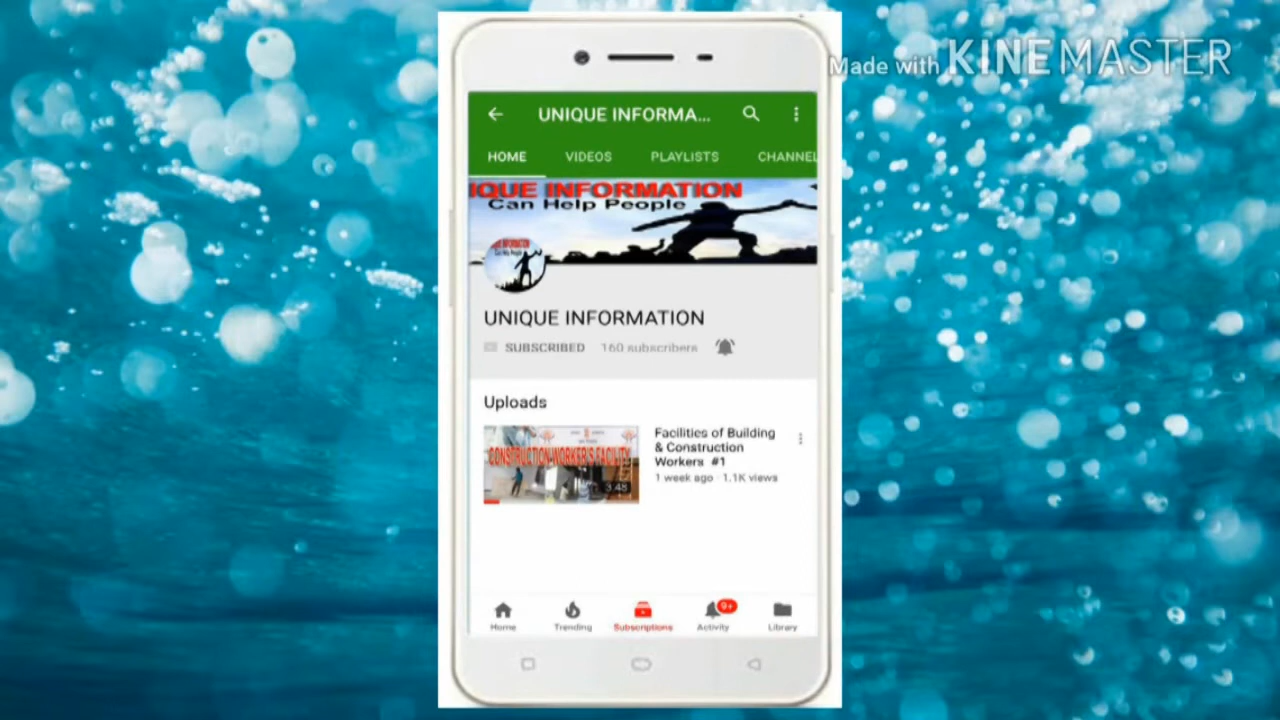 Made with KINEMASTER
UNIQUE INFORMA...
HOME VIDEOS PLAYLISTS CHANNEL
IQUE INFORMATION
Can Help People
UNIQUE INFORMATION
SUBSCRIBED 160 subscribers
Uploads
CONSTRUCTION WORKER'S FACILITY
3:48
Facilities of Building
& Construction
Workers #1
1 week ago · 1.1K views
9+
Home Trending Subscriptions Activity Library